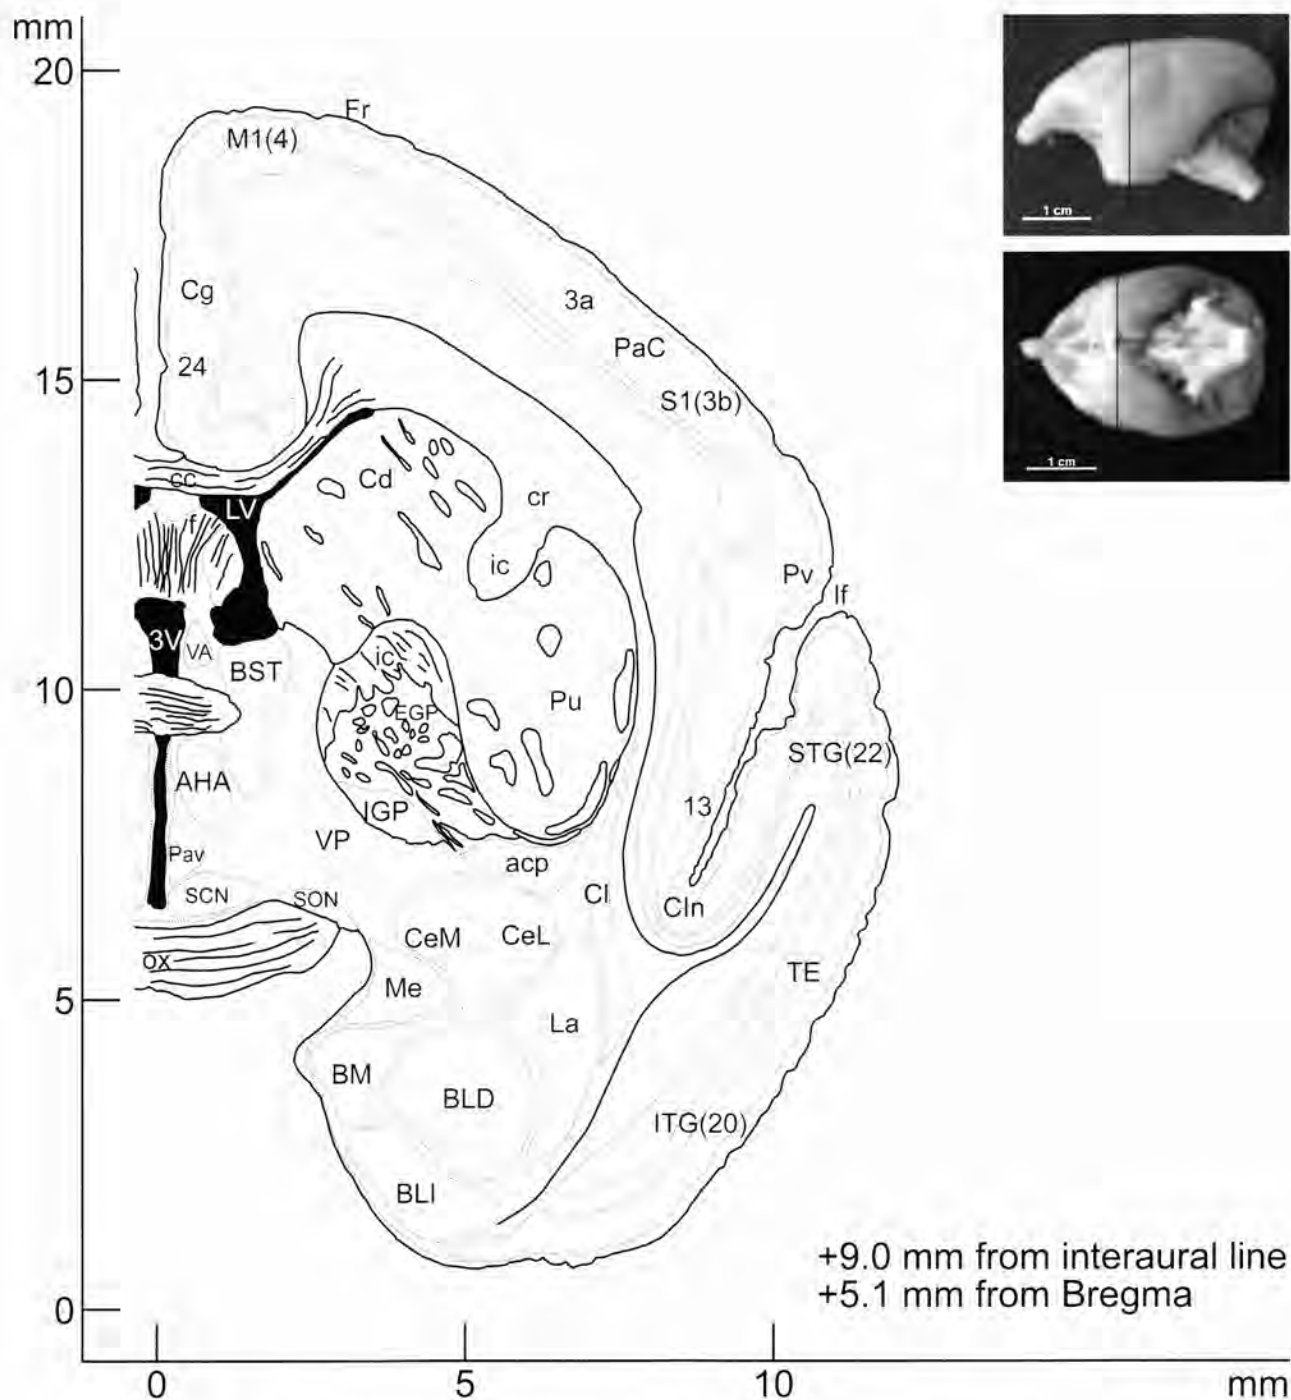 mm
20
15
10
5
0
0
5
10
mm
Fr
M1(4)
Cg
3a
PaC
24
S1(3b)
cc
Cd
cr
LV
f
ic
Pv
lf
3V
VA
BST
ic
EGP
Pu
STG(22)
AHA
IGP
13
VP
Pav
acp
SCN
SON
Cl
Cln
CeM
CeL
ox
Me
TE
La
BM
BLD
ITG(20)
BLI
+9.0 mm from interaural line
+5.1 mm from Bregma
1 cm
1 cm